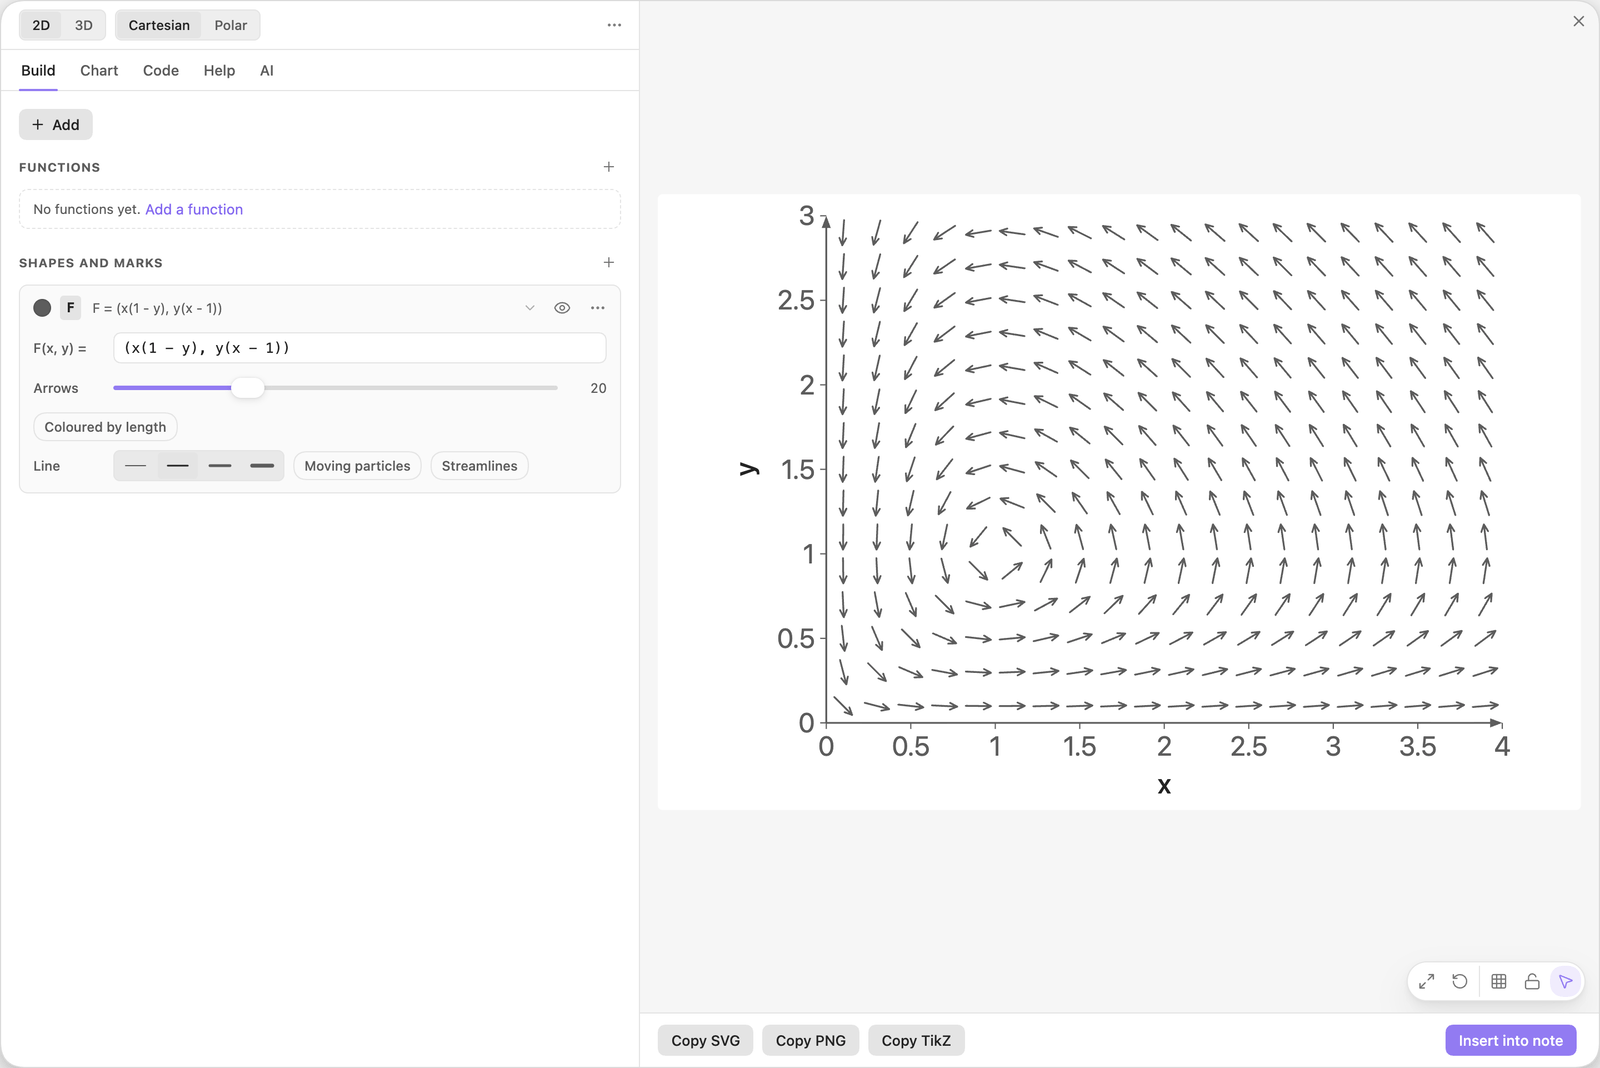 2D 3D Cartesian Polar
Build Chart Code Help AI
+ Add
FUNCTIONS
No functions yet. Add a function
SHAPES AND MARKS
F F = (x(1 - y), y(x - 1))
F(x, y) = (x(1 − y), y(x − 1))
Arrows 20
Coloured by length
Line Moving particles Streamlines
3
2.5
2
1.5
1
0.5
0
y
0 0.5 1 1.5 2 2.5 3 3.5 4
x
Copy SVG Copy PNG Copy TikZ Insert into note